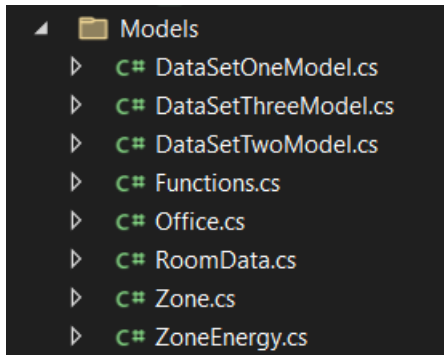 Models
C# DataSetOneModel.cs
C# DataSetThreeModel.cs
C# DataSetTwoModel.cs
C# Functions.cs
C# Office.cs
C# RoomData.cs
C# Zone.cs
C# ZoneEnergy.cs